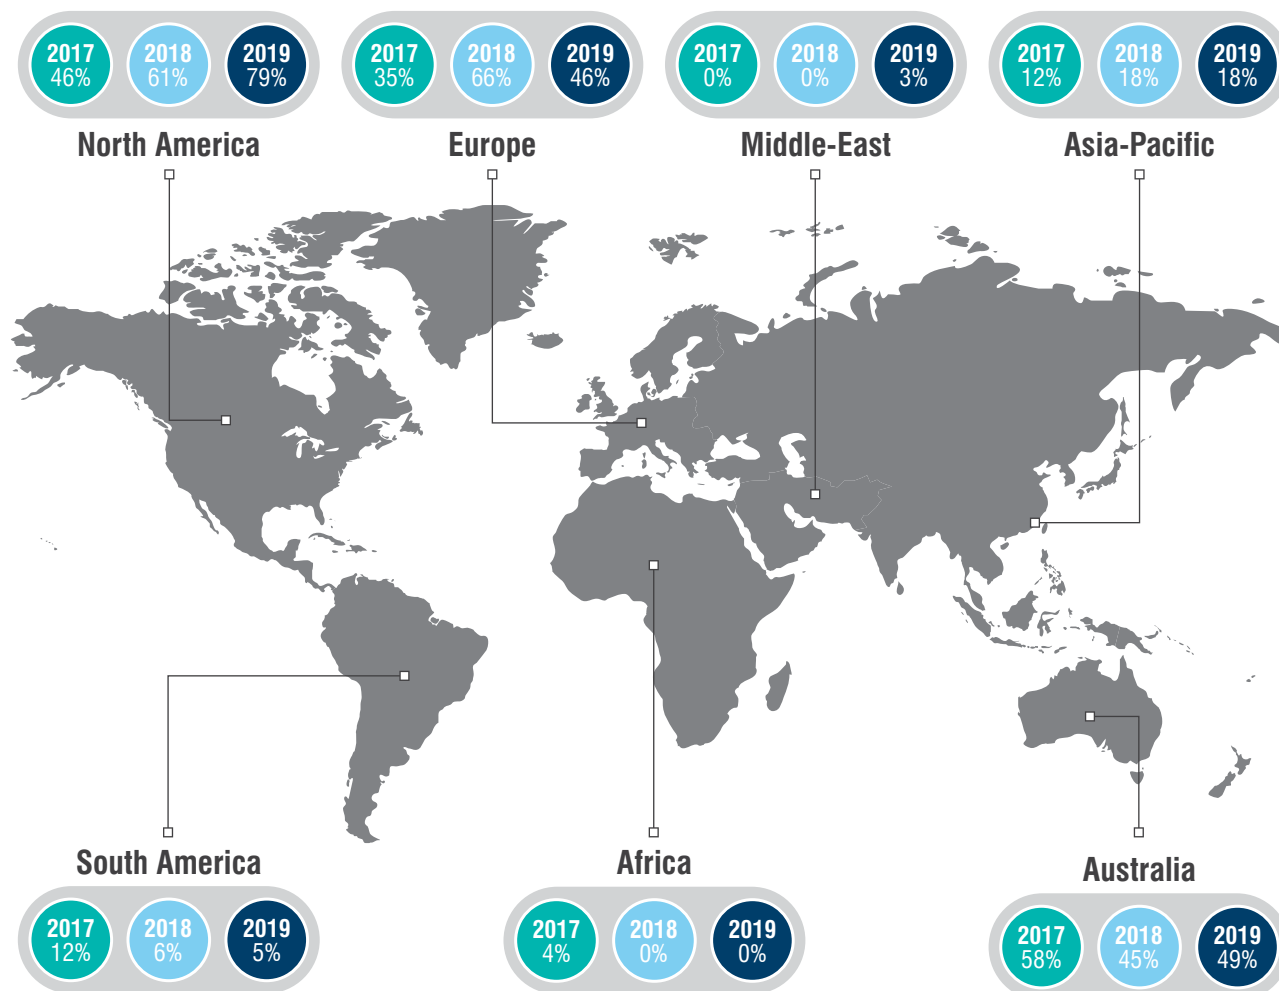 2017 2018 2019
46% 61% 79%
North America
2017 2018 2019
35% 66% 46%
Europe
2017 2018 2019
0% 0% 3%
Middle-East
2017 2018 2019
12% 18% 18%
Asia-Pacific
South America
2017 2018 2019
12% 6% 5%
Africa
2017 2018 2019
4% 0% 0%
Australia
2017 2018 2019
58% 45% 49%